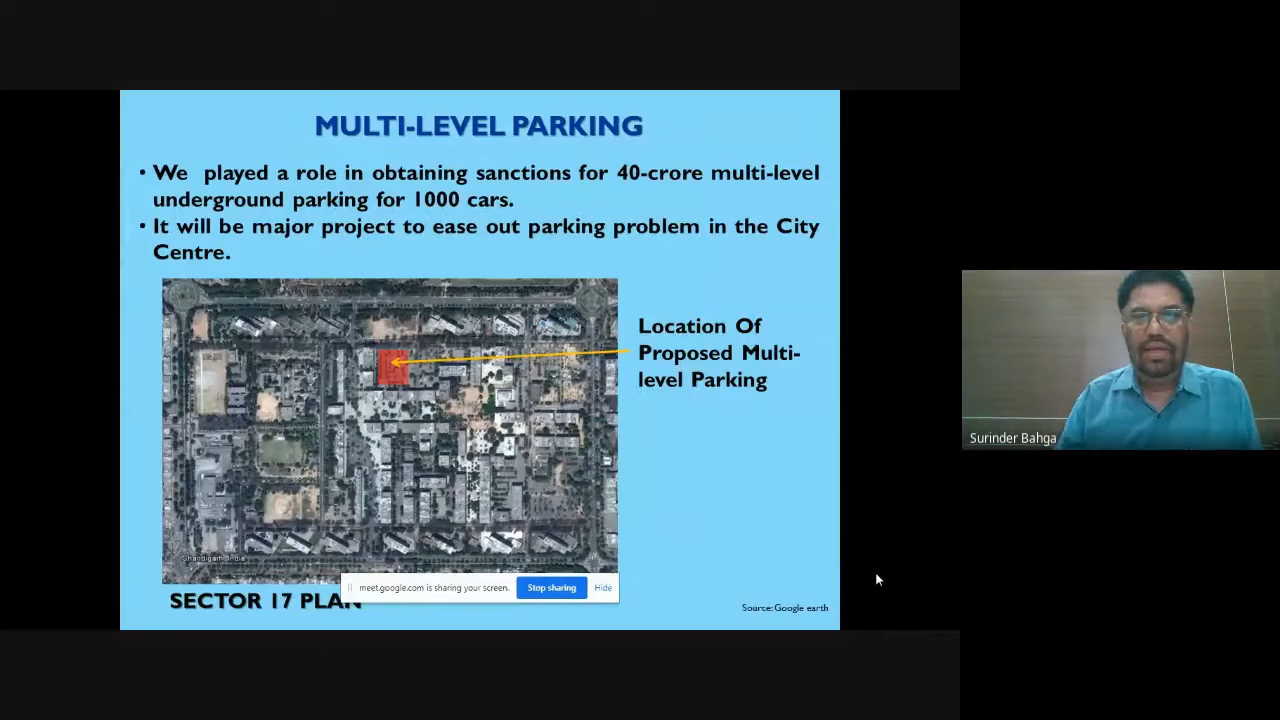 MULTI-LEVEL PARKING
• We played a role in obtaining sanctions for 40-crore multi-level
underground parking for 1000 cars.
• It will be major project to ease out parking problem in the City
Centre.
Location Of
Proposed Multi-
level Parking
Surinder Bahga
Chandigarh, India
meet.google.com is sharing your screen.
Stop sharing
Hide
SECTOR 17 PLAN
Source: Google earth